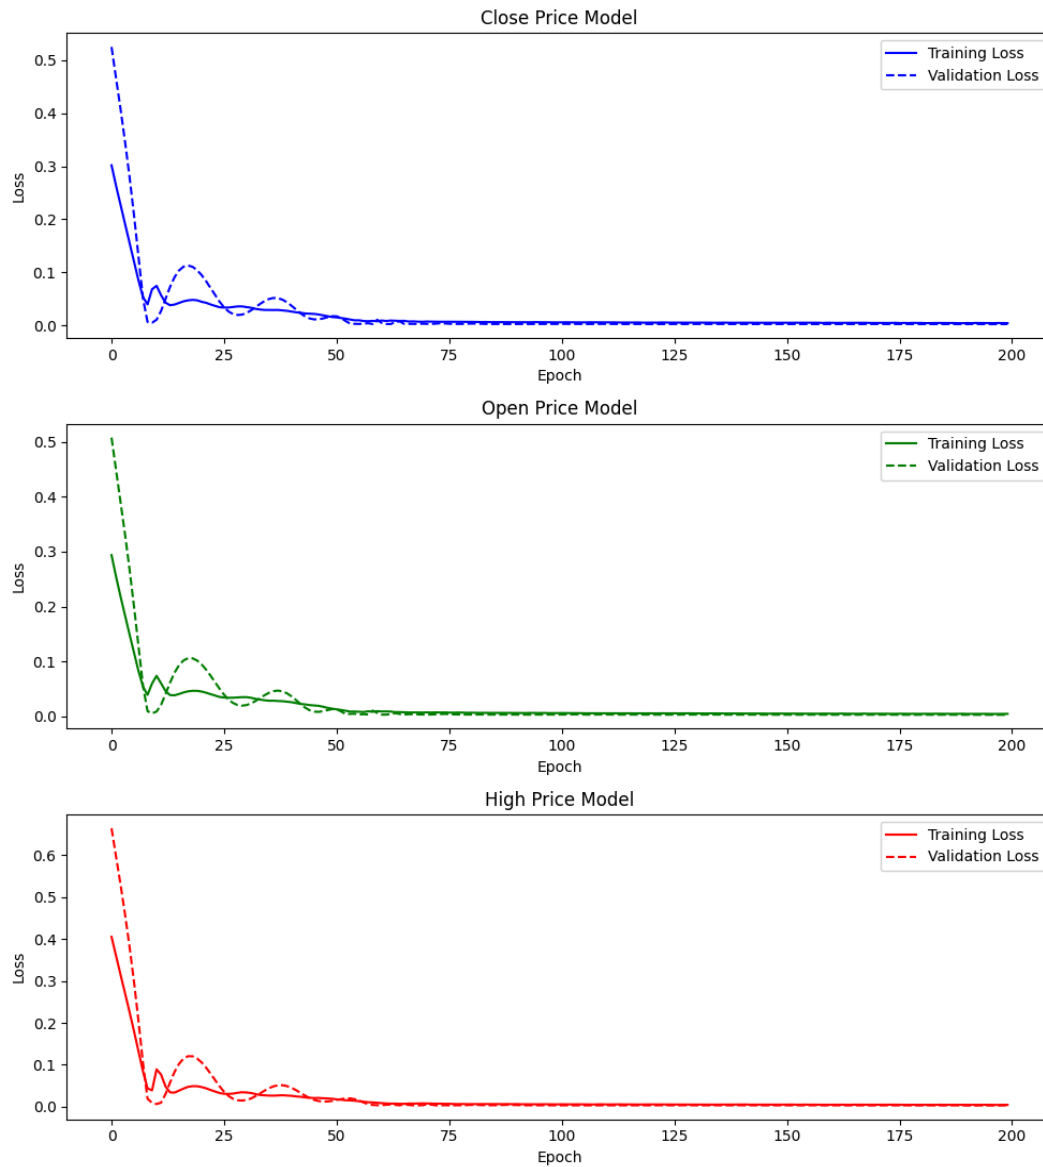 Close Price Model
Training Loss
Validation Loss
0.5
0.4
0.3
0.2
0.1
0.0
Loss
0 25 50 75 100 125 150 175 200
Epoch
Open Price Model
Training Loss
Validation Loss
0.5
0.4
0.3
0.2
0.1
0.0
Loss
0 25 50 75 100 125 150 175 200
Epoch
High Price Model
Training Loss
Validation Loss
0.6
0.5
0.4
0.3
0.2
0.1
0.0
Loss
0 25 50 75 100 125 150 175 200
Epoch